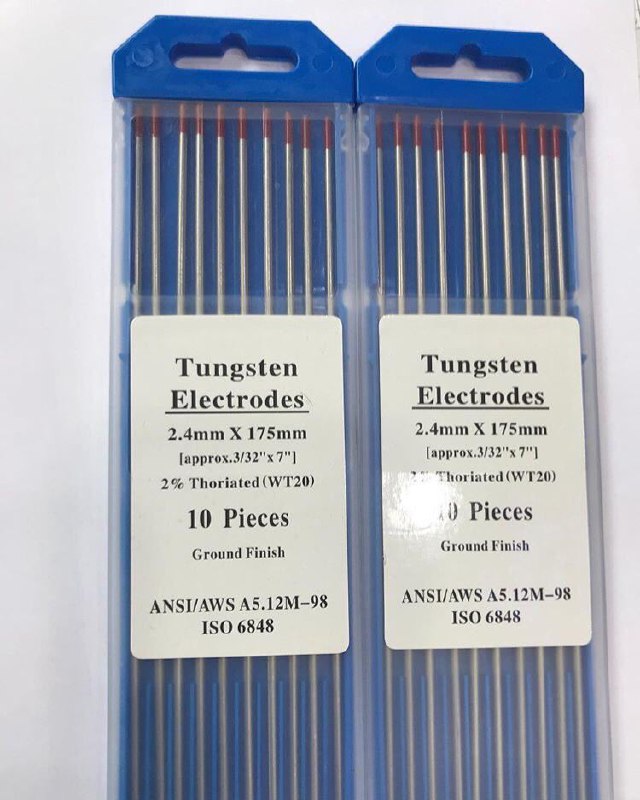 Tungsten
Electrodes
2.4mm X 175mm
[approx.3/32"x 7"]
2% Thoriated(WT20)
10 Pieces
Ground Finish
ANSI/AWS A5.12M-98
ISO 6848
Tungsten
Electrodes
2.4mm X 175mm
[approx.3/32"x 7"]
2% Thoriated(WT20)
10 Pieces
Ground Finish
ANSI/AWS A5.12M-98
ISO 6848